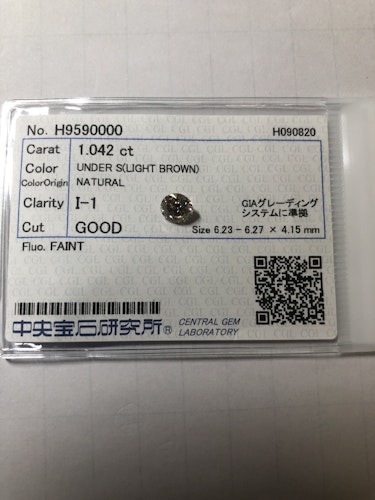 No. H9590000 H090820
Carat 1.042 ct
Color UNDER S(LIGHT BROWN)
ColorOrigin NATURAL
Clarity I-1
GIAグレーディング
システムに準拠
Cut GOOD
Size 6.23 - 6.27 × 4.15 mm
Fluo. FAINT
中央宝石研究所® CENTRAL GEM
LABORATORY